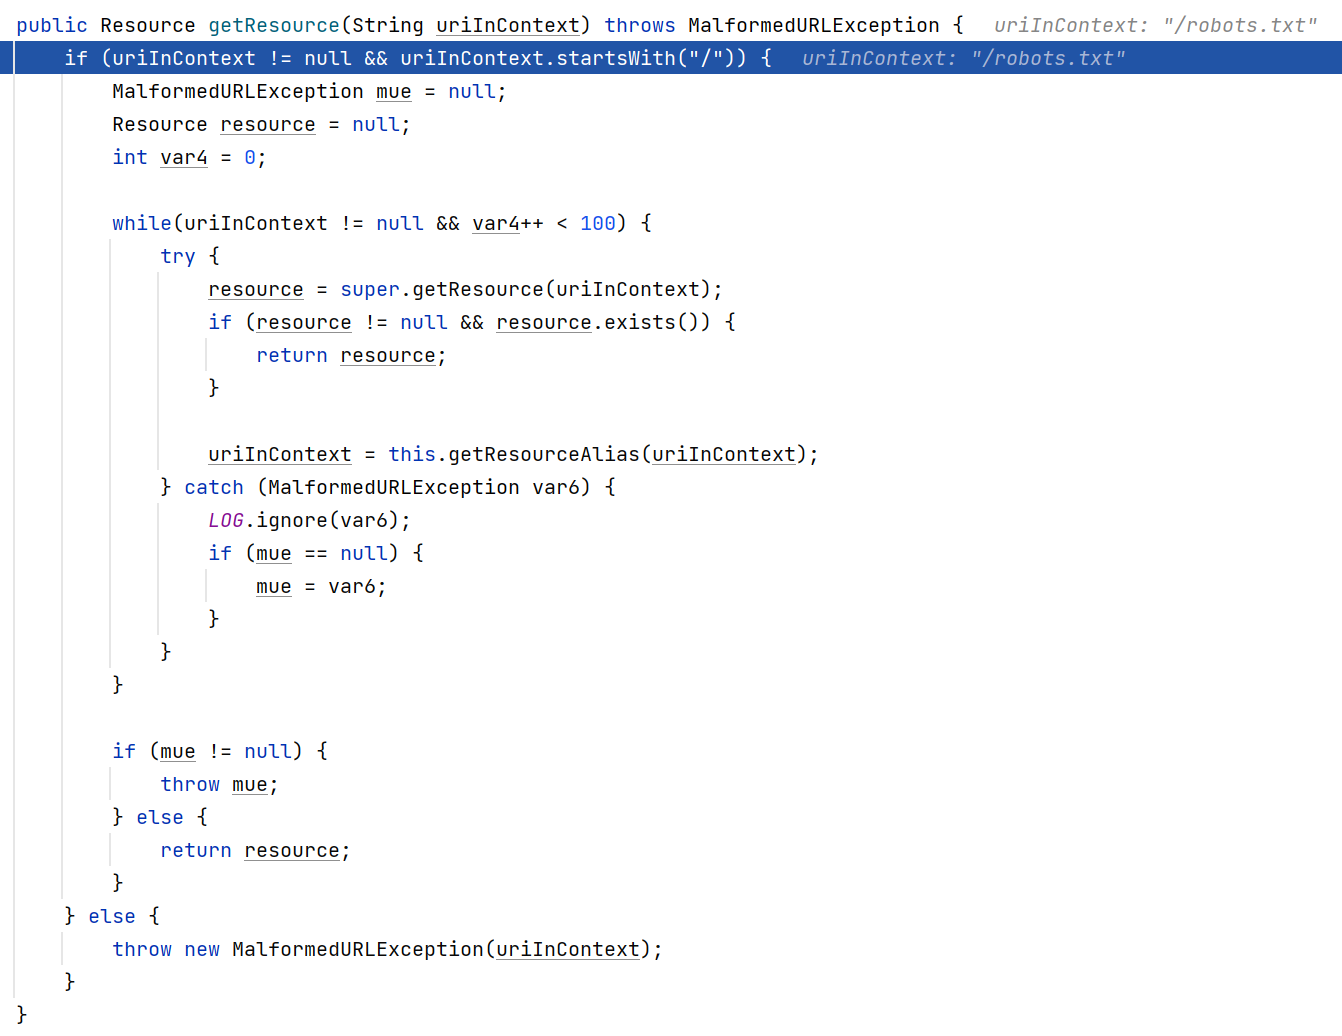 public Resource getResource(String uriInContext) throws MalformedURLException {   uriInContext: "/robots.txt"
    if (uriInContext != null && uriInContext.startsWith("/")) {   uriInContext: "/robots.txt"
        MalformedURLException mue = null;
        Resource resource = null;
        int var4 = 0;

        while(uriInContext != null && var4++ < 100) {
            try {
                resource = super.getResource(uriInContext);
                if (resource != null && resource.exists()) {
                    return resource;
                }

                uriInContext = this.getResourceAlias(uriInContext);
            } catch (MalformedURLException var6) {
                LOG.ignore(var6);
                if (mue == null) {
                    mue = var6;
                }
            }
        }

        if (mue != null) {
            throw mue;
        } else {
            return resource;
        }
    } else {
        throw new MalformedURLException(uriInContext);
    }
}